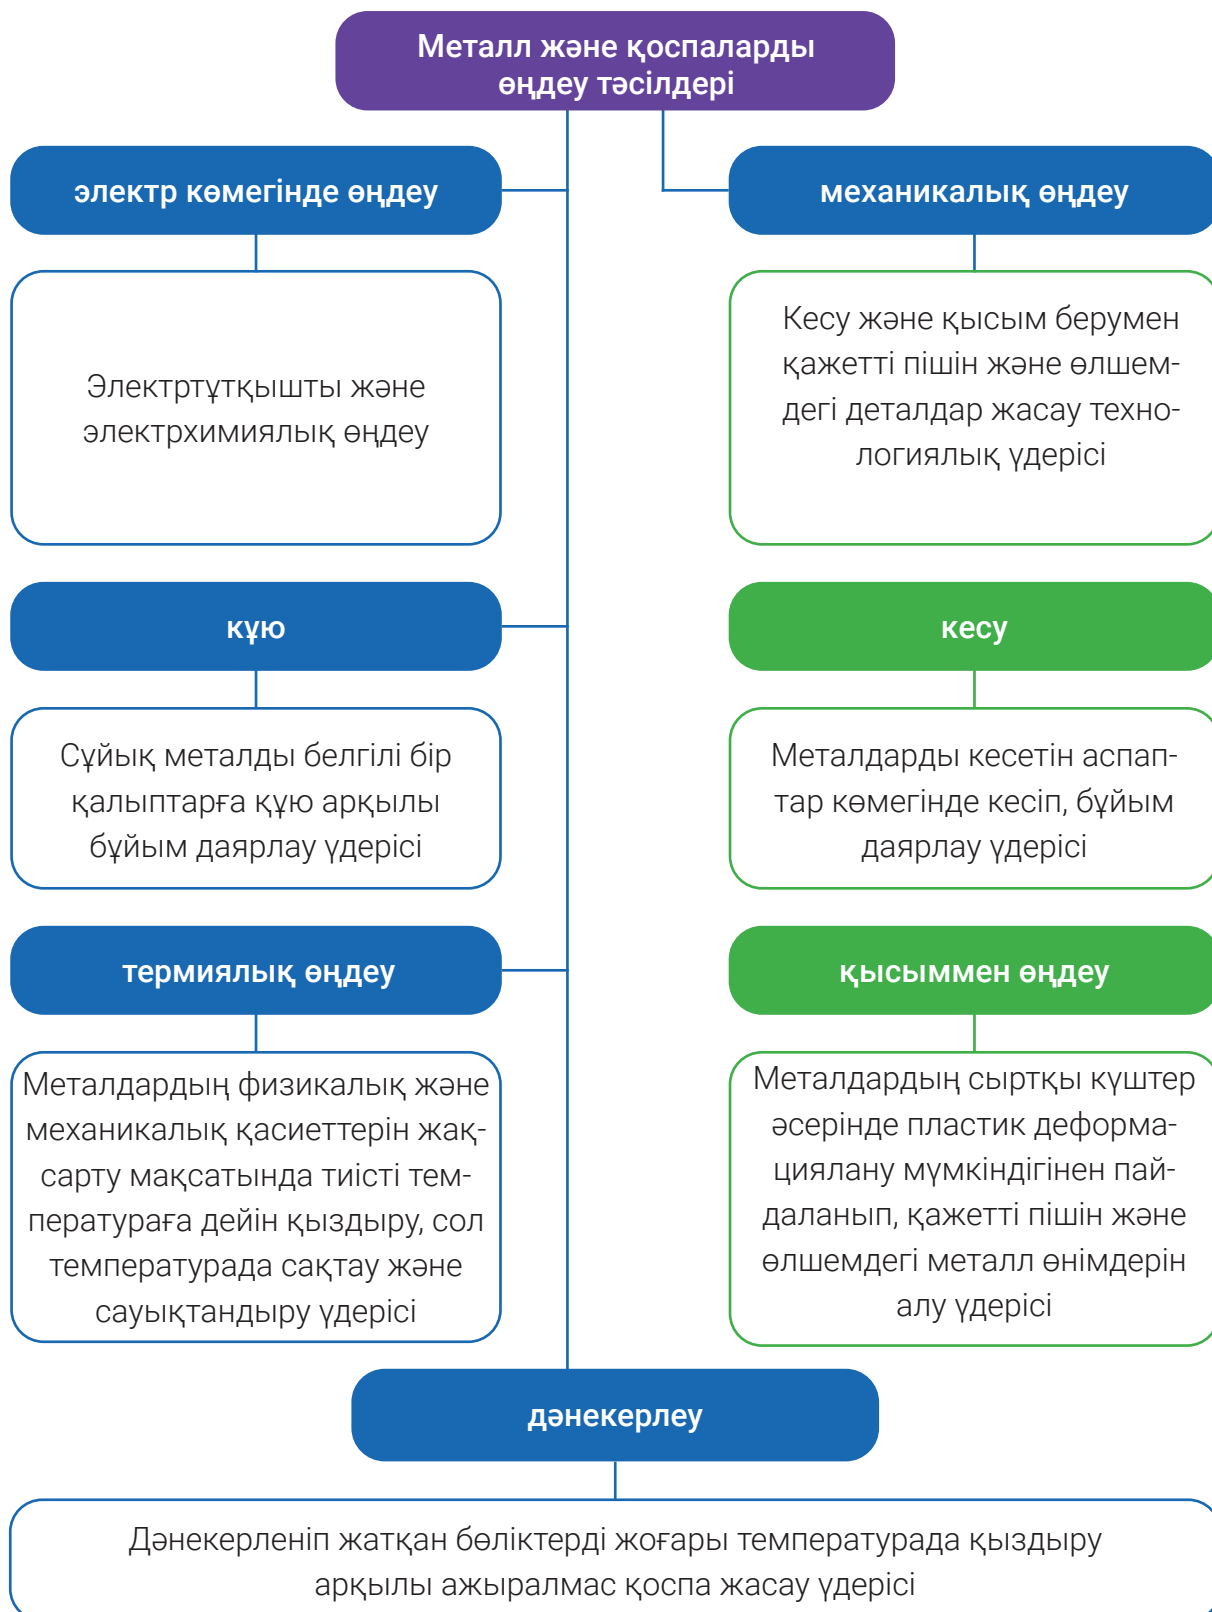 Металл және қоспаларды
өңдеу тәсілдері
электр көмегінде өңдеу
Электртұтқышты және
электрхимиялық өңдеу
механикалық өңдеу
Кесу және қысым берумен
қажетті пішін және өлшем-
дегі деталдар жасау техно-
логиялық үдерісі
кұю
Сұйық металды белгілі бір
қалыптарға құю арқылы
бұйым даярлау үдерісі
кесу
Металдарды кесетін аспап-
тар көмегінде кесіп, бұйым
даярлау үдерісі
термиялық өңдеу
Металдардың физикалық және
механикалық қасиеттерін жақ-
сарту мақсатында тиісті тем-
ператураға дейін қыздыру, сол
температурада сақтау және
сауықтандыру үдерісі
қысыммен өңдеу
Металдардың сыртқы күштер
әсерінде пластик деформа-
циялану мүмкіндігінен пай-
даланып, қажетті пішін және
өлшемдегі металл өнімдерін
алу үдерісі
дәнекерлеу
Дәнекерленіп жатқан бөліктерді жоғары температурада қыздыру
арқылы ажыралмас қоспа жасау үдерісі